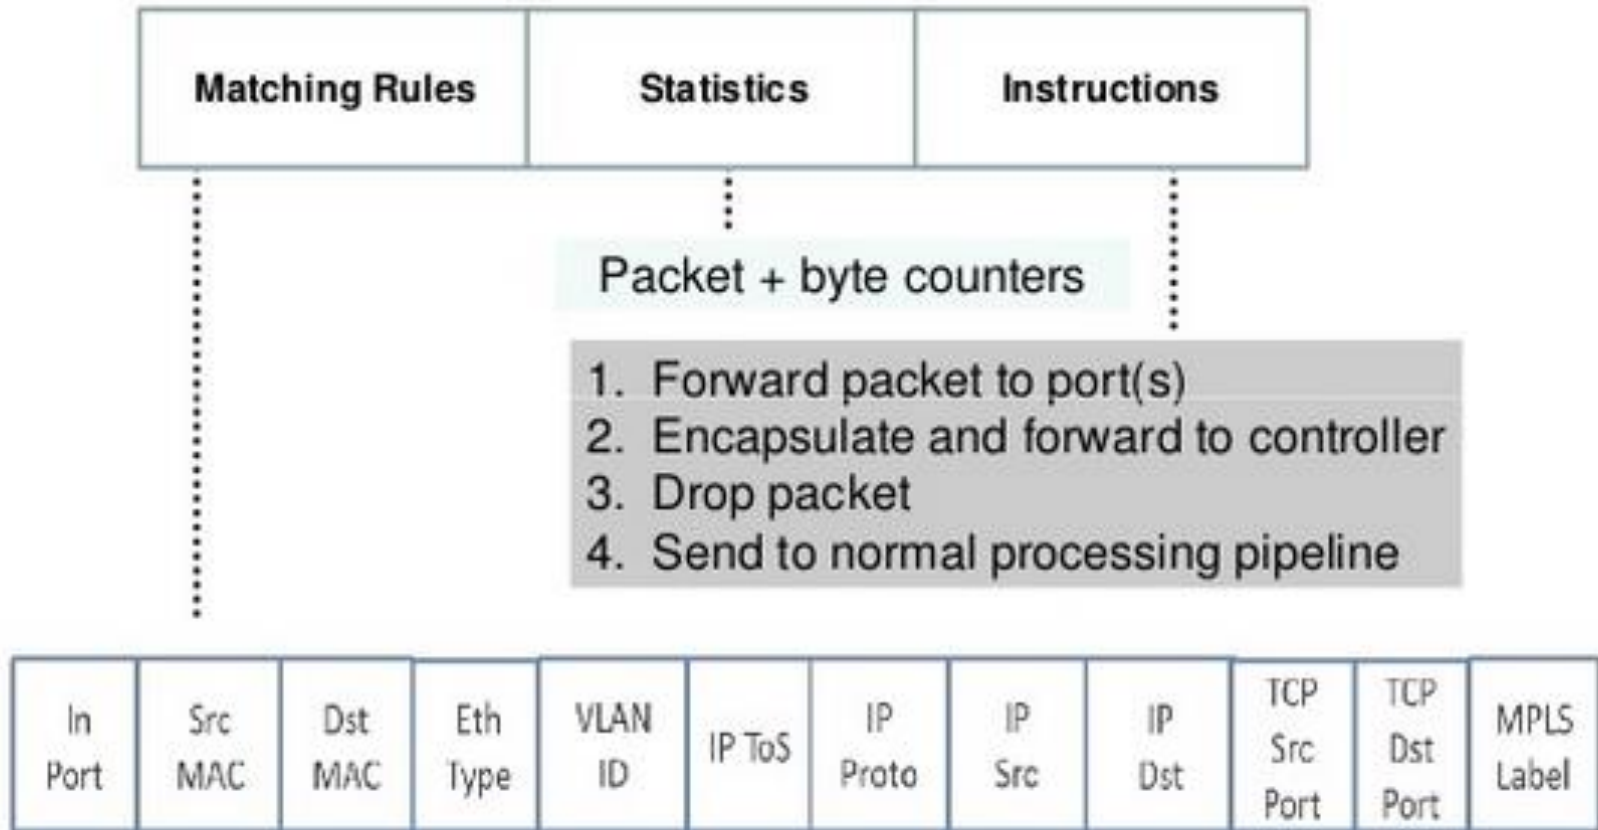 Matching Rules Statistics Instructions
Packet + byte counters
1. Forward packet to port(s)
2. Encapsulate and forward to controller
3. Drop packet
4. Send to normal processing pipeline
In
Port
Src
MAC
Dst
MAC
Eth
Type
VLAN
ID
IP ToS
IP
Proto
IP
Src
IP
Dst
TCP
Src
Port
TCP
Dst
Port
MPLS
Label